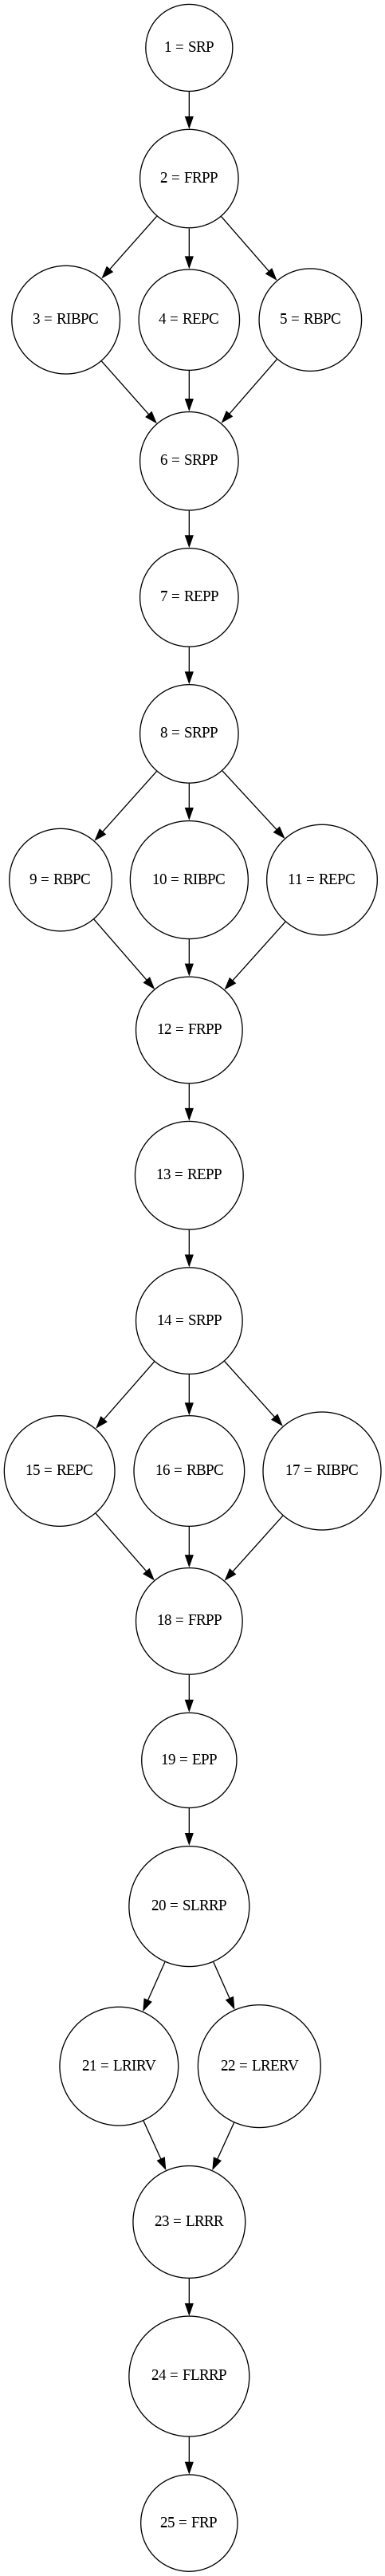 1 = SRP
2 = FRPP
3 = RIBPC
4 = REPC
5 = RBPC
6 = SRPP
7 = REPP
8 = SRPP
9 = RBPC
10 = RIBPC
11 = REPC
12 = FRPP
13 = REPP
14 = SRPP
15 = REPC
16 = RBPC
17 = RIBPC
18 = FRPP
19 = EPP
20 = SLRRP
21 = LRIRV
22 = LRERV
23 = LRRR
24 = FLRRP
25 = FRP